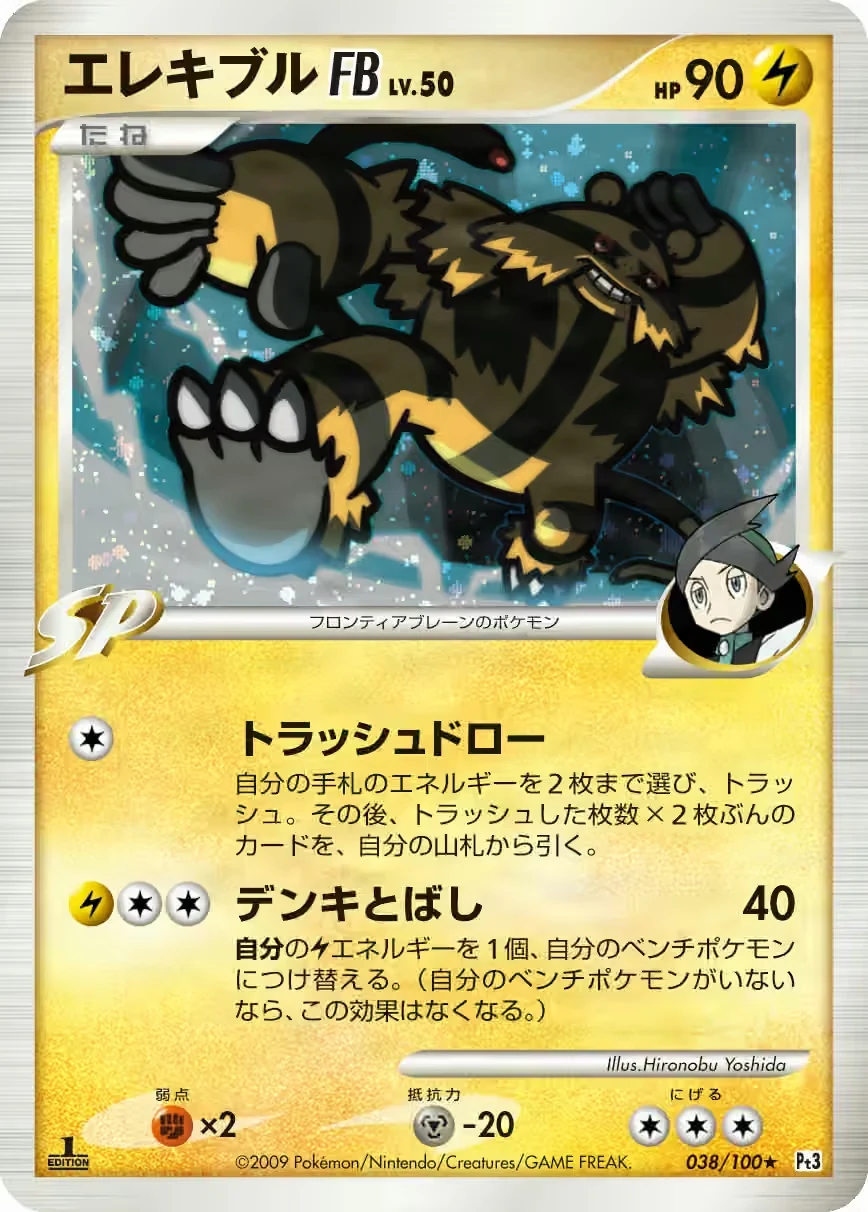 エレキブル FB LV.50 HP 90
たね
SP
フロンティアブレーンのポケモン
トラッシュドロー
自分の手札のエネルギーを2枚まで選び、トラッ
シュ。その後、トラッシュした枚数×2枚ぶんの
カードを、自分の山札から引く。
デンキとばし 40
自分のエネルギーを1個、自分のベンチポケモン
につけ替える。(自分のベンチポケモンがいない
なら、この効果はなくなる。)
Illus.Hironobu Yoshida
弱点 抵抗力 にげる
×2 -20
1 EDITION ©2009 Pokémon/Nintendo/Creatures/GAME FREAK. 038/100★ Pt3